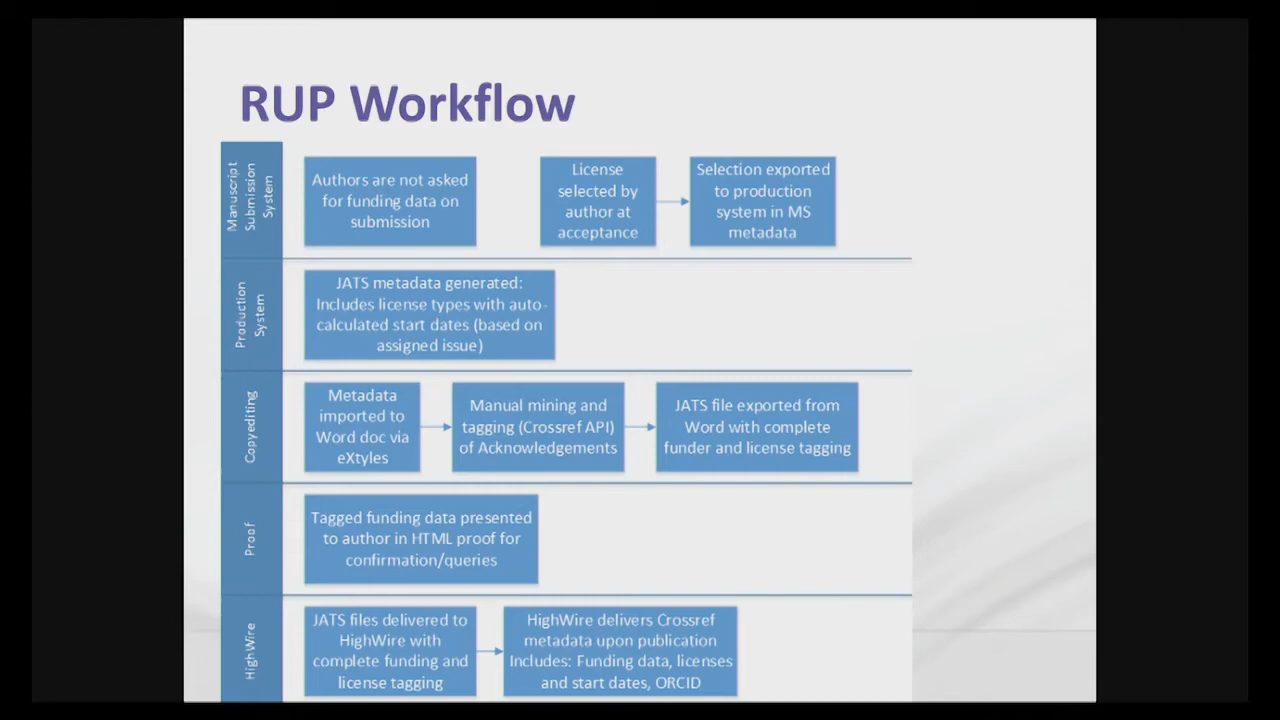 RUP Workflow
Manuscript
Submission
System
Authors are not asked
for funding data on
submission
License
selected by
author at
acceptance
Selection exported
to production
system in MS
metadata
Production
System
JATS metadata generated:
Includes license types with auto-
calculated start dates (based on
assigned issue)
Copyediting
Metadata
imported to
Word doc via
eXtyles
Manual mining and
tagging (Crossref API)
of Acknowledgements
JATS file exported from
Word with complete
funder and license tagging
Proof
Tagged funding data presented
to author in HTML proof for
confirmation/queries
HighWire
JATS files delivered to
HighWire with
complete funding and
license tagging
HighWire delivers Crossref
metadata upon publication
Includes: Funding data, licenses
and start dates, ORCID